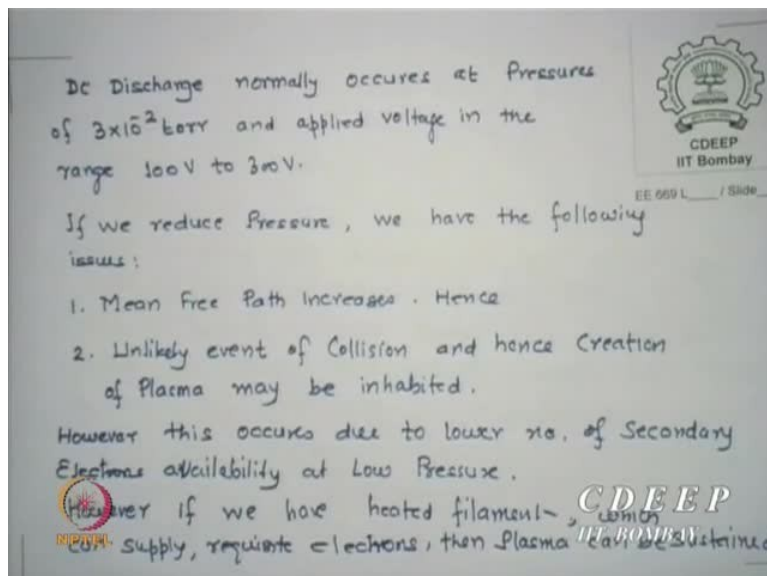 DC Discharge normally occures at Pressures
of 3×10⁻² torr and applied voltage in the
range 100V to 300V.
CDEEP
IIT Bombay
EE 669 L____ / Slide__
If we reduce Pressure, we have the following
issues:
1. Mean Free Path Increases. Hence
2. Unlikely event of Collision and hence Creation
of Plasma may be inhabited.
However this occures due to lower no. of Secondary
Electrons availability at Low Pressure.
However if we have heated filament, which
can supply, requisite electrons, then Plasma can be sustained
CDEEP
IIT BOMBAY
NPTEL